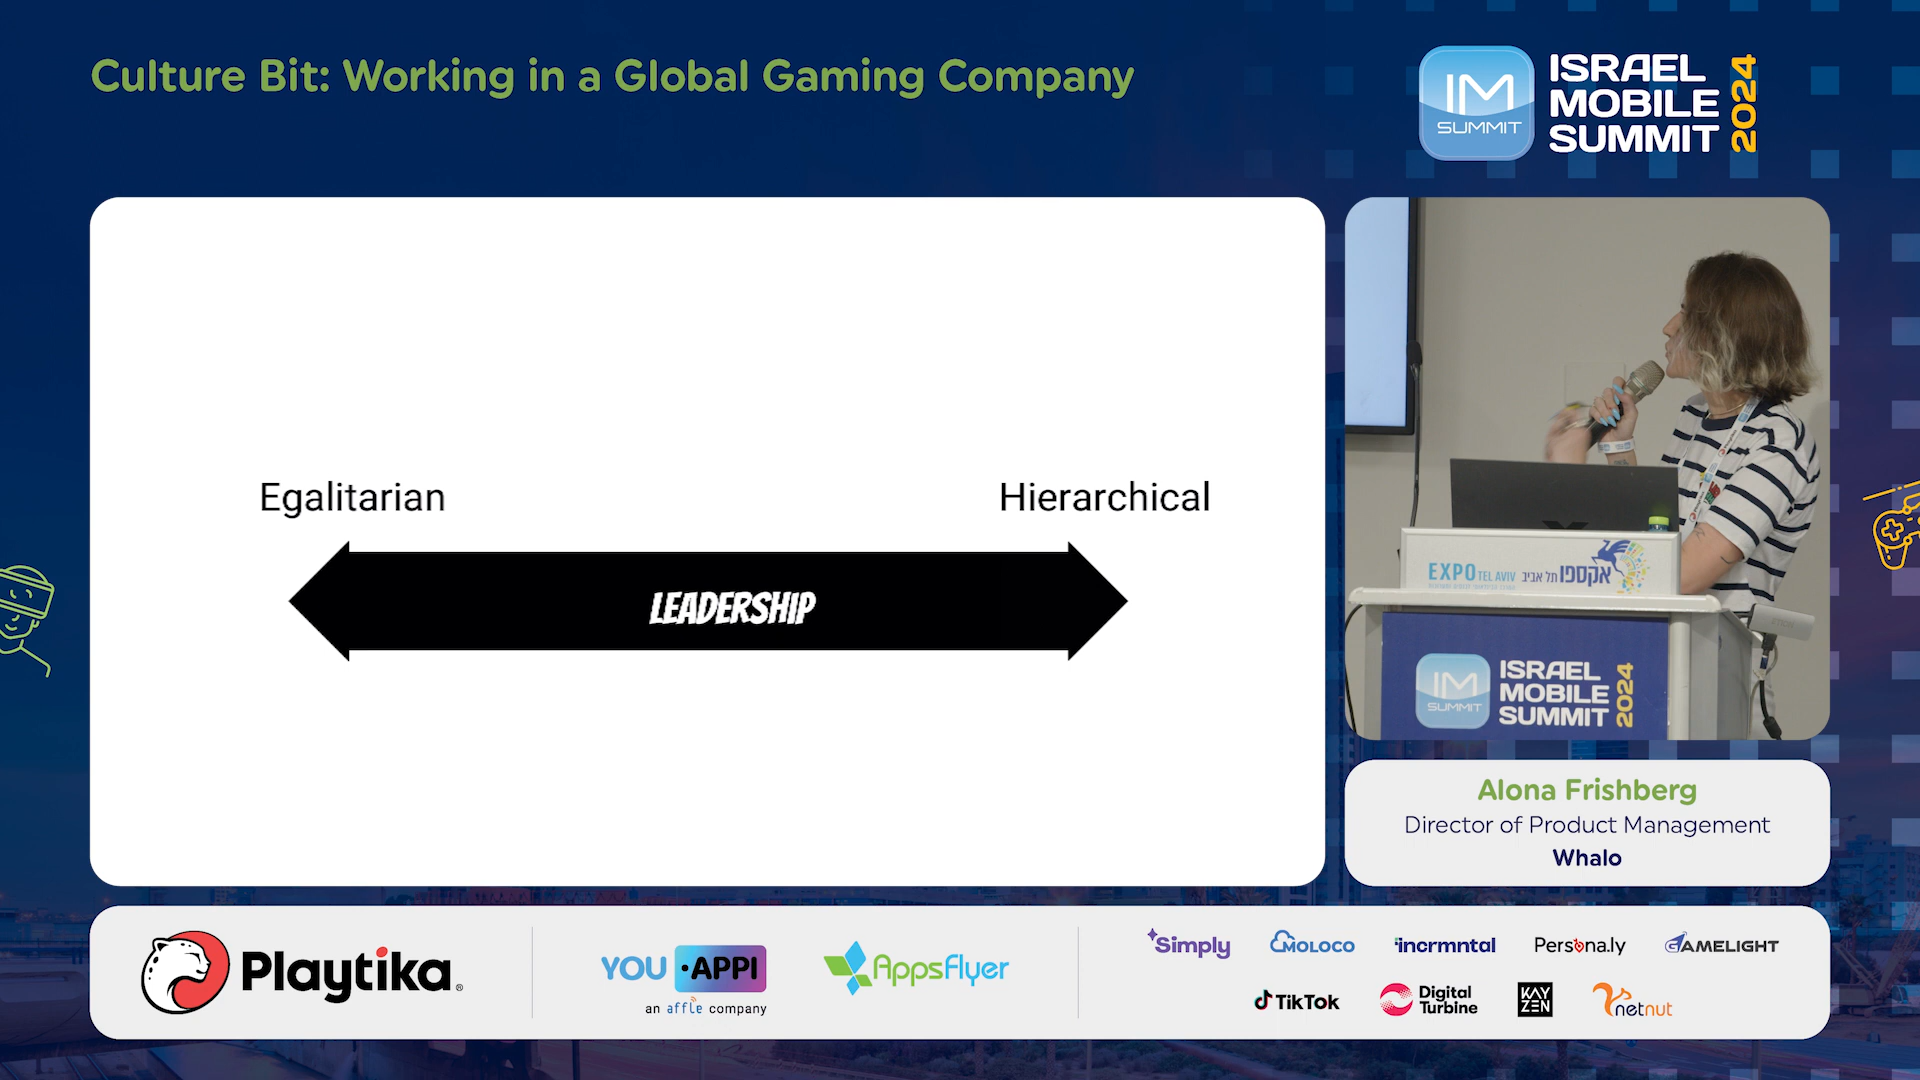 Culture Bit: Working in a Global Gaming Company
IM
SUMMIT
ISRAEL
MOBILE
SUMMIT
2024
Egalitarian
Hierarchical
LEADERSHIP
EXPO TEL AVIV אקספו תל אביב
IM
SUMMIT
ISRAEL
MOBILE
SUMMIT
2024
Alona Frishberg
Director of Product Management
Whalo
Playtika®
YOU•APPI
an affle company
AppsFlyer
Simply
MOLOCO
incrmntal
Persona.ly
GAMELIGHT
TikTok
Digital
Turbine
KAY
ZEN
netnut